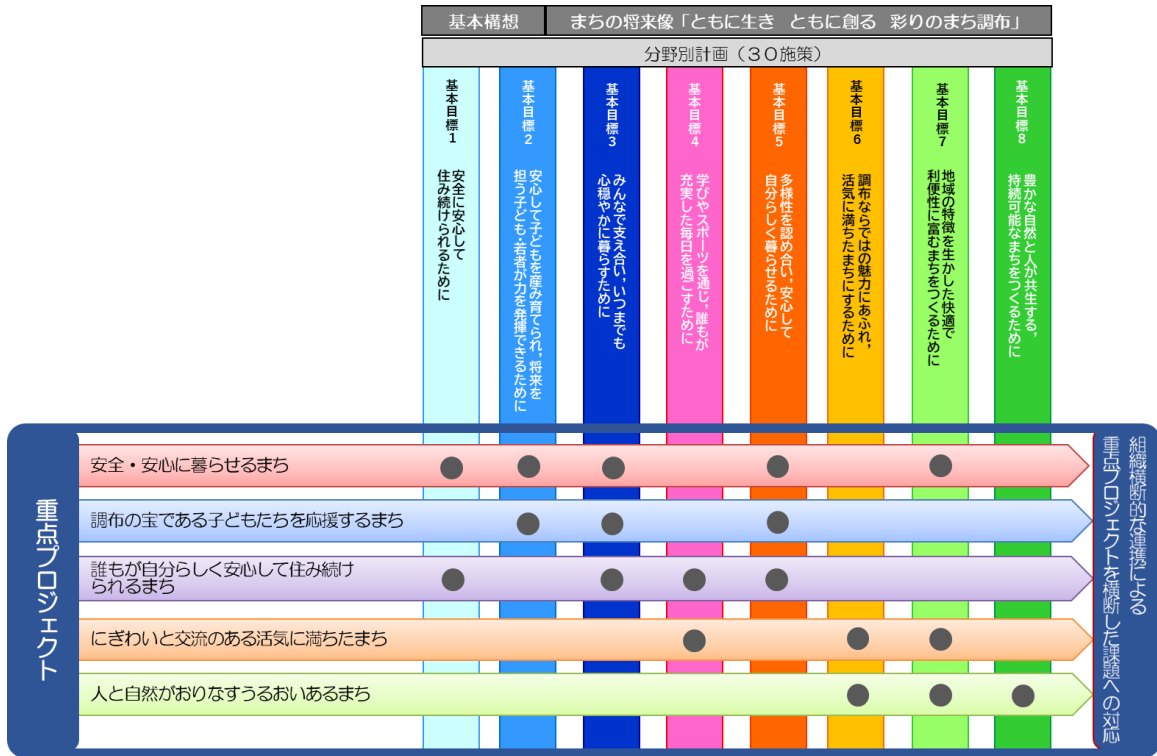 基本構想
まちの将来像「ともに生き ともに創る 彩りのまち調布」
分野別計画（３０施策）
基本目標1
安全に安心して
住み続けられるために
基本目標2
安心して子どもを産み育てられ，将来を
担う子ども・若者が力を発揮できるために
基本目標3
みんなで支え合い，いつまでも
心穏やかに暮らすために
基本目標4
学びやスポーツを通じ，誰もが
充実した毎日を過ごすために
基本目標5
多様性を認め合い，安心して
自分らしく暮らせるために
基本目標6
調布ならではの魅力にあふれ，
活気に満ちたまちにするために
基本目標7
地域の特徴を生かした快適で
利便性に富むまちをつくるために
基本目標8
豊かな自然と人が共生する，
持続可能なまちをつくるために
重点プロジェクト
安全・安心に暮らせるまち
調布の宝である子どもたちを応援するまち
誰もが自分らしく安心して住み続け
られるまち
にぎわいと交流のある活気に満ちたまち
人と自然がおりなすうるおいあるまち
組織横断的な連携による
重点プロジェクトを横断した課題への対応